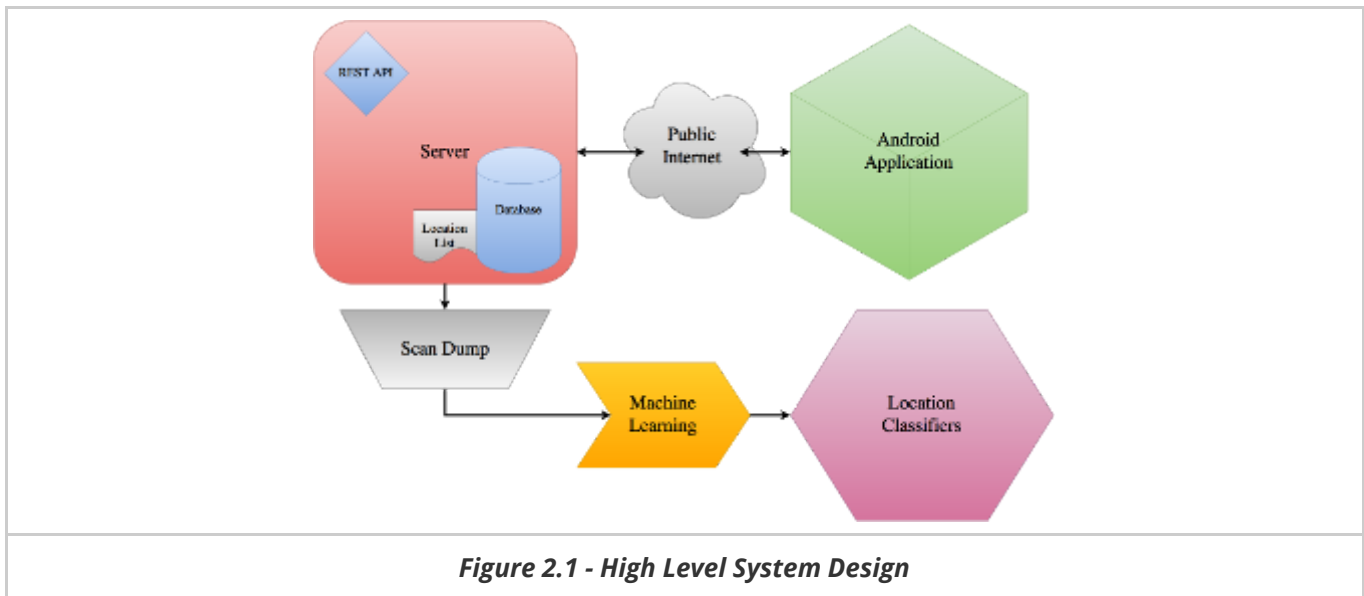 REST API
Server
Database
Location
List
Public
Internet
Android
Application
Scan Dump
Machine
Learning
Location
Classifiers
Figure 2.1 - High Level System Design